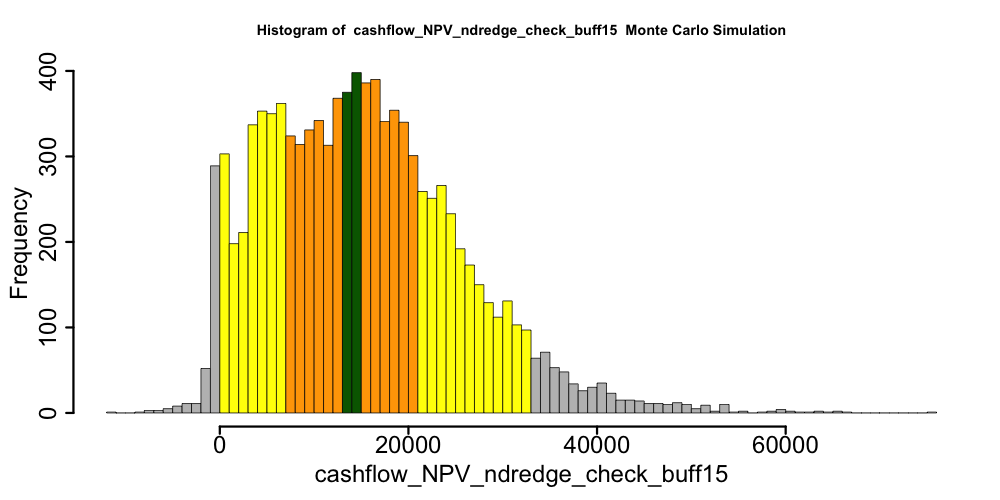 Histogram of  cashflow_NPV_ndredge_check_buff15  Monte Carlo Simulation
Frequency
400
300
200
100
0
0 20000 40000 60000
cashflow_NPV_ndredge_check_buff15